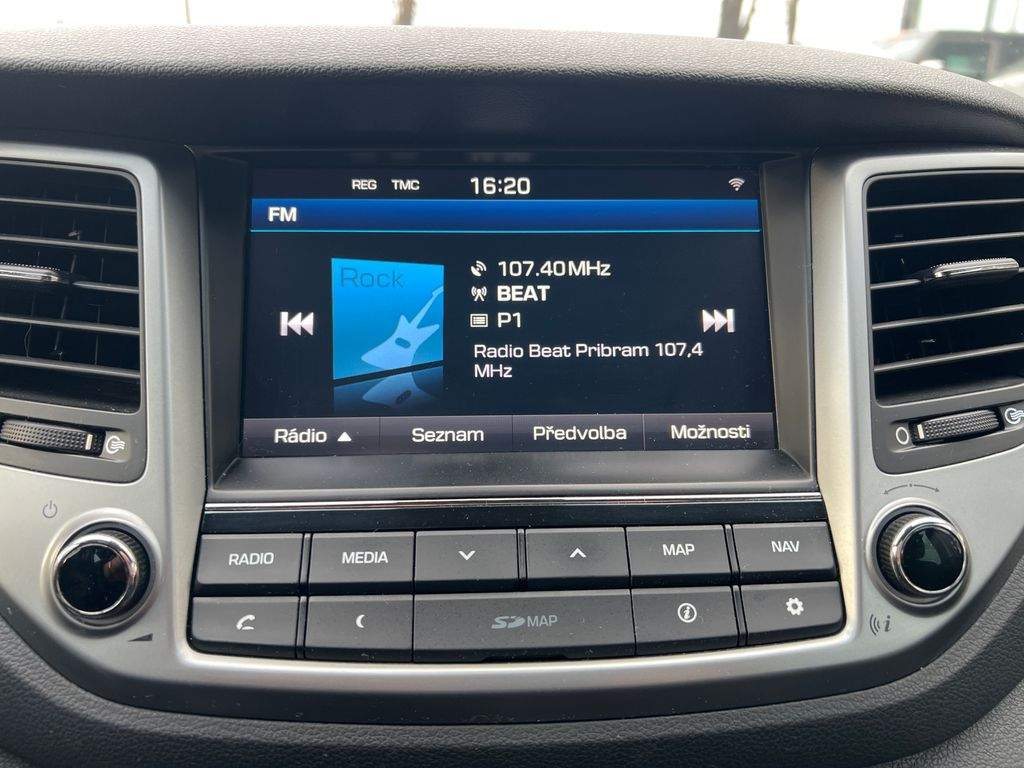 REG TMC 16:20
FM
Rock
107.40MHz
BEAT
P1
Radio Beat Pribram 107,4
MHz
Rádio Seznam Předvolba Možnosti
RADIO MEDIA MAP NAV
SD MAP